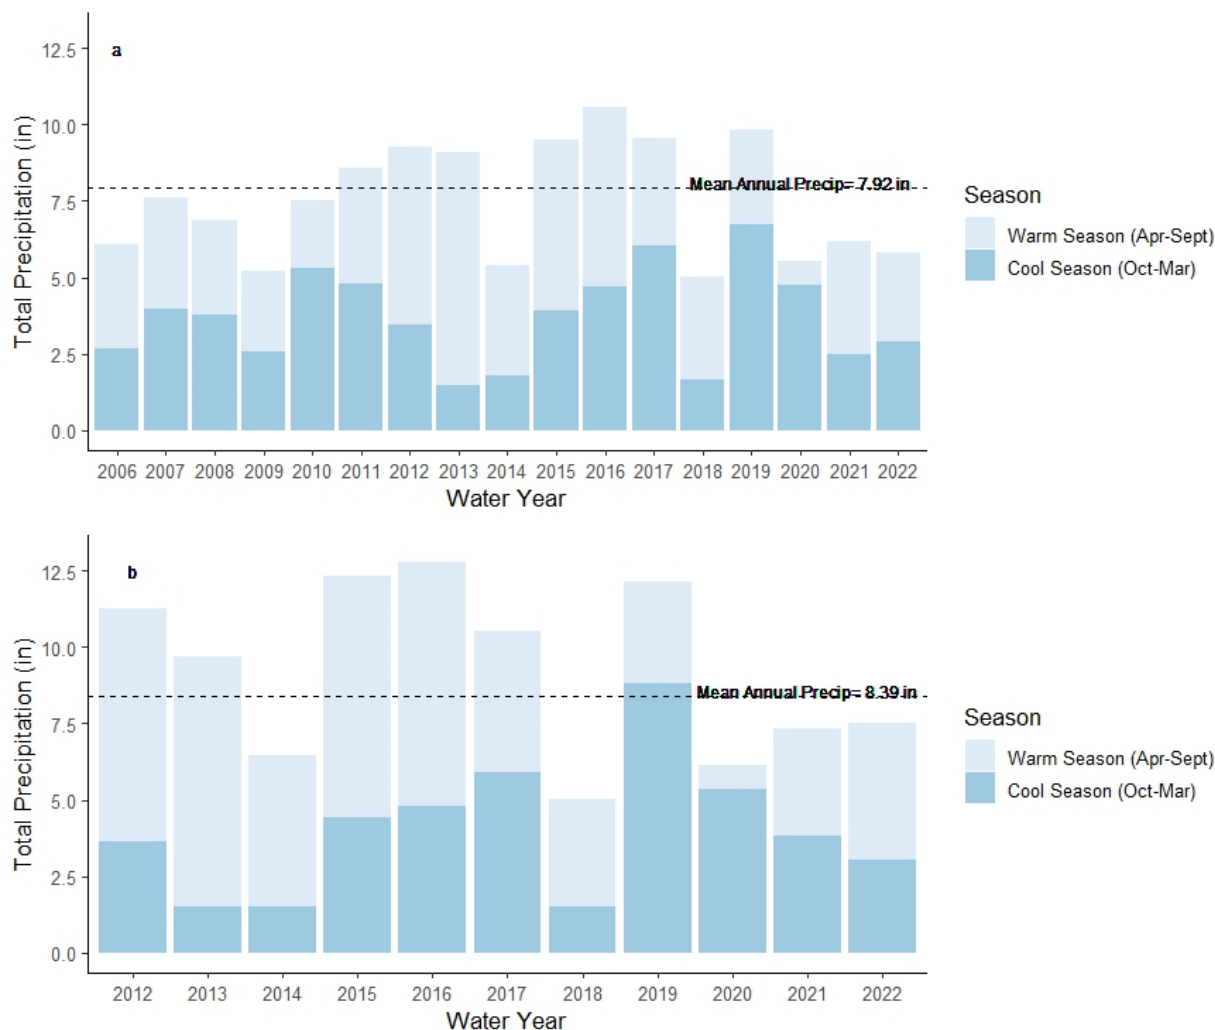 a
12.5
10.0
7.5
5.0
2.5
0.0
Total Precipitation (in)
Mean Annual Precip= 7.92 in
2006 2007 2008 2009 2010 2011 2012 2013 2014 2015 2016 2017 2018 2019 2020 2021 2022
Water Year
Season
Warm Season (Apr-Sept)
Cool Season (Oct-Mar)
b
12.5
10.0
7.5
5.0
2.5
0.0
Total Precipitation (in)
Mean Annual Precip= 8.39 in
2012 2013 2014 2015 2016 2017 2018 2019 2020 2021 2022
Water Year
Season
Warm Season (Apr-Sept)
Cool Season (Oct-Mar)